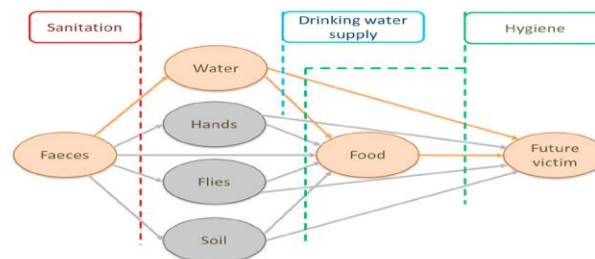 Sanitation
Drinking water
supply
Hygiene
Water
Hands
Faeces
Food
Future
victim
Flies
Soil